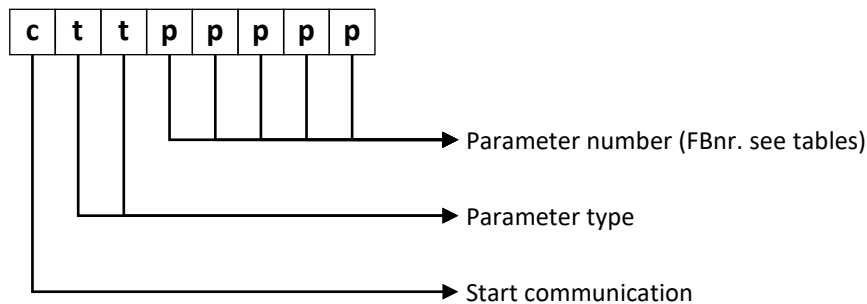 c t t p p p p p
Parameter number (FBnr. see tables)
Parameter type
Start communication